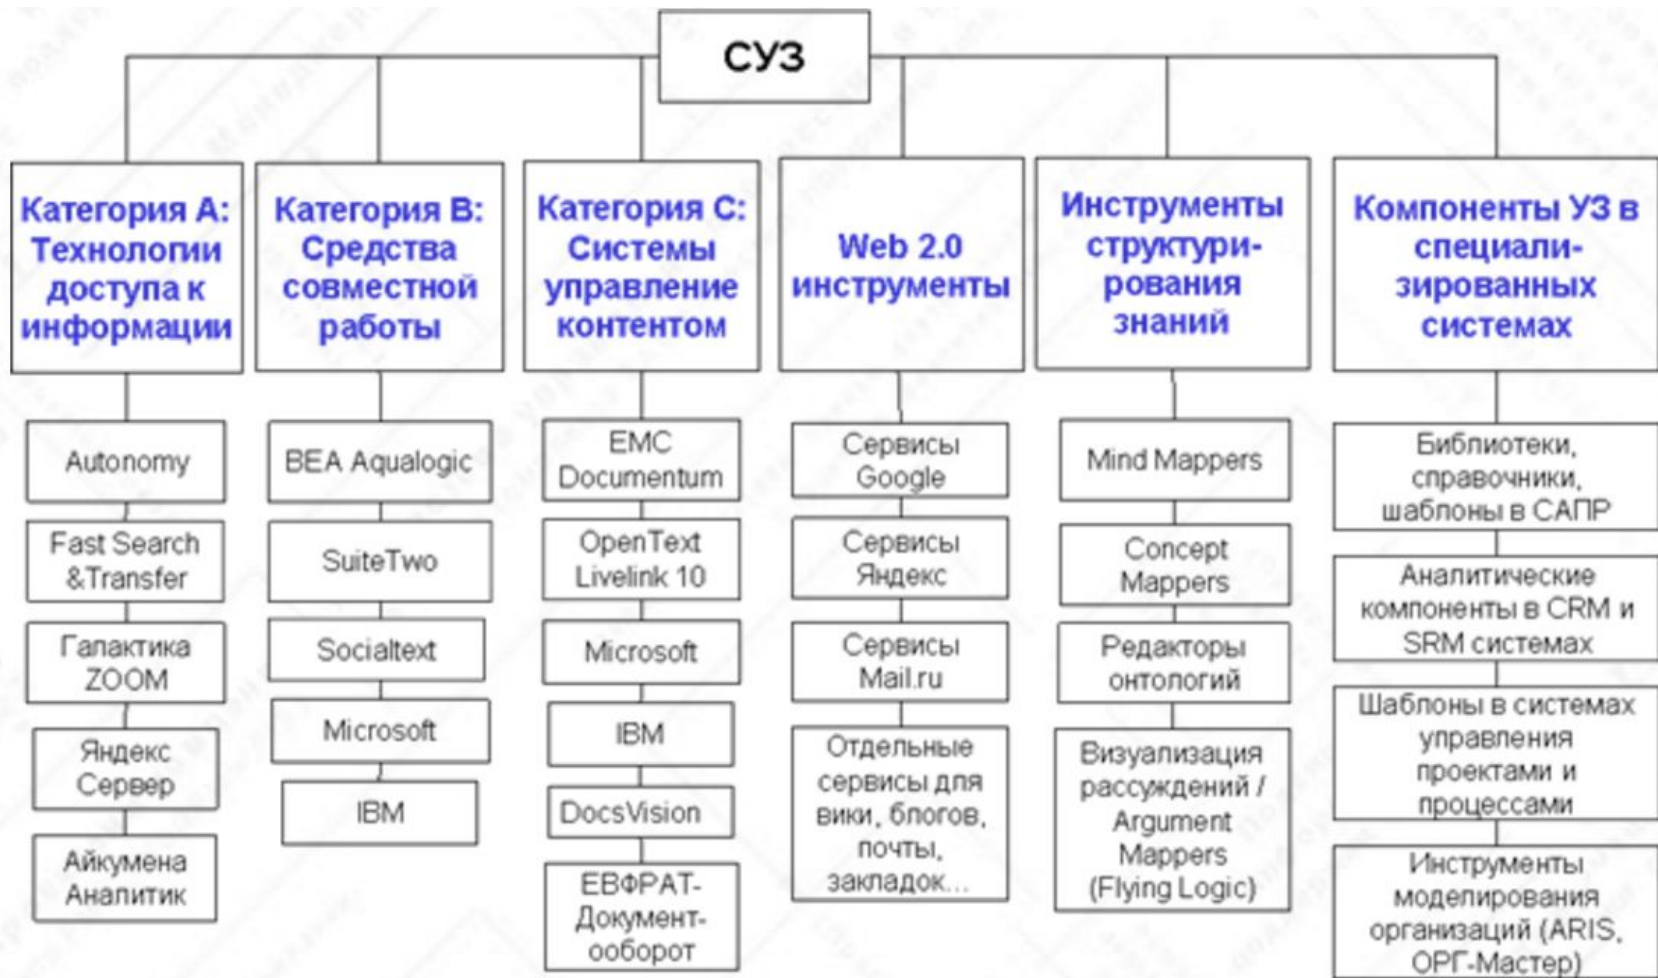 СУЗ
Категория A:
Технологии
доступа к
информации
Autonomy
Fast Search
&Transfer
Галактика
ZOOM
Яндекс
Сервер
Айкумена
Аналитик
Категория B:
Средства
совместной
работы
BEA Aqualogic
SuiteTwo
Socialtext
Microsoft
IBM
Категория C:
Системы
управление
контентом
EMC
Documentum
OpenText
Livelink 10
Microsoft
IBM
DocsVision
ЕВФРАТ-
Документ-
ооборот
Web 2.0
инструменты
Сервисы
Google
Сервисы
Яндекс
Сервисы
Mail.ru
Отдельные
сервисы для
вики, блогов,
почты,
закладок...
Инструменты
структури-
рования
знаний
Mind Mappers
Concept
Mappers
Редакторы
онтологий
Визуализация
рассуждений /
Argument
Mappers
(Flying Logic)
Компоненты УЗ в
специали-
зированных
системах
Библиотеки,
справочники,
шаблоны в САПР
Аналитические
компоненты в CRM и
SRM системах
Шаблоны в системах
управления
проектами и
процессами
Инструменты
моделирования
организаций (ARIS,
ОРГ-Мастер)